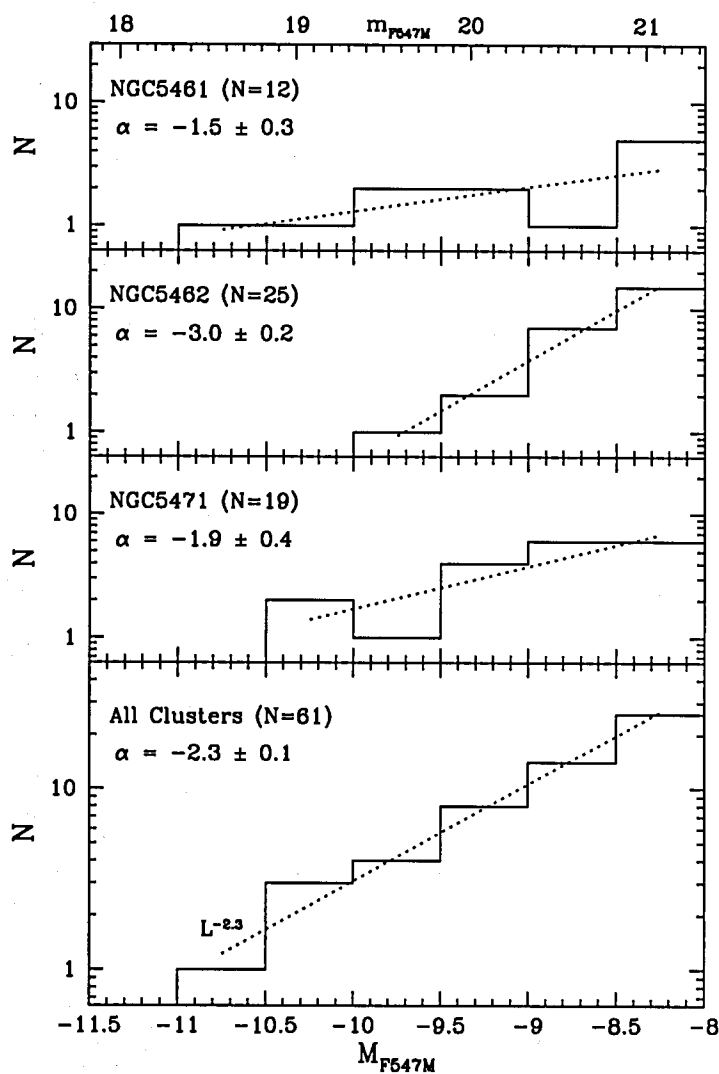 18 19 m_F547M 20 21
NGC5461 (N=12)
α = −1.5 ± 0.3
10
N
1
NGC5462 (N=25)
α = −3.0 ± 0.2
10
N
1
NGC5471 (N=19)
α = −1.9 ± 0.4
10
N
1
All Clusters (N=61)
α = −2.3 ± 0.1
10
N
L^−2.3
1
−11.5 −11 −10.5 −10 −9.5 −9 −8.5 −8
M_F547M